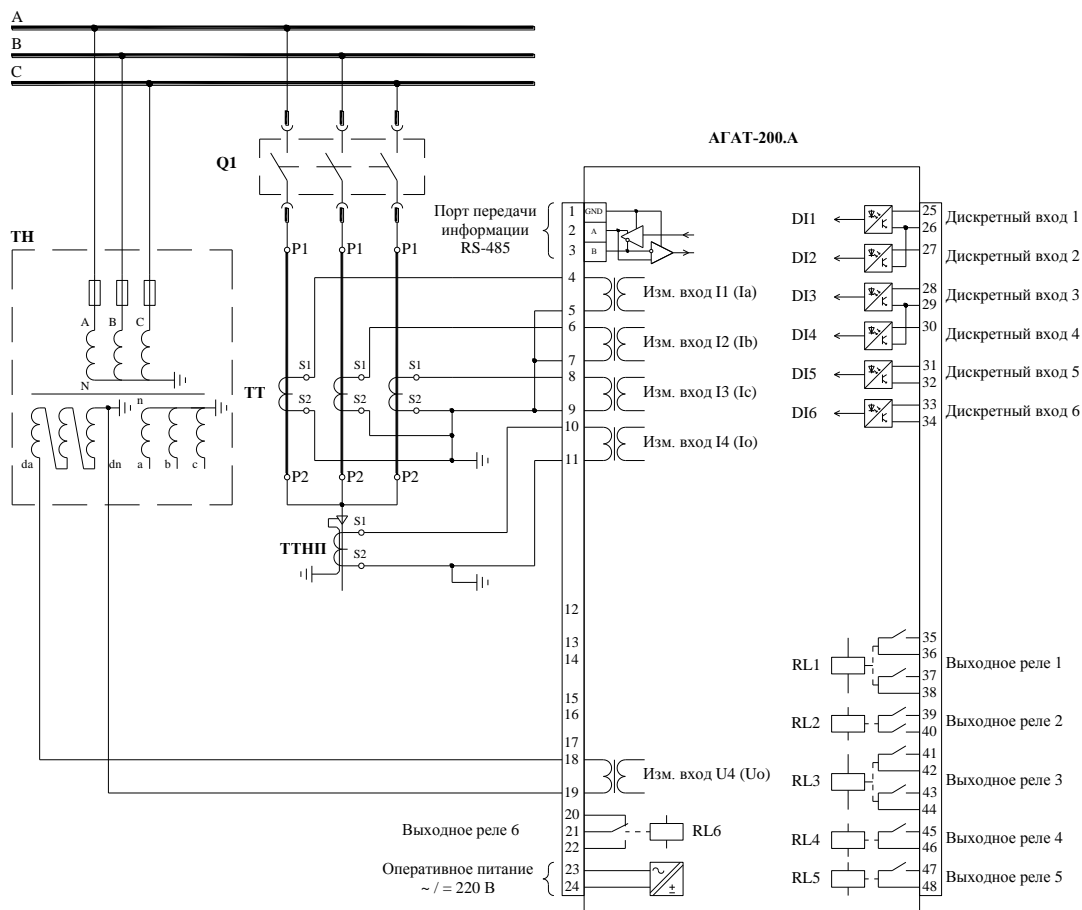 A
B
C
АГАТ-200.А
Q1
ТН
Порт передачи
информации
RS-485
1 GND
2 A
3 B
4
5
6
7
8
9
10
11
12
13
14
15
16
17
18
19
20
21
22
23
24
Изм. вход I1 (Ia)
Изм. вход I2 (Ib)
Изм. вход I3 (Ic)
Изм. вход I4 (Io)
Изм. вход U4 (Uo)
P1 P1 P1
A B C
N
n
da dn a b c
ТТ
S1 S1 S1
S2 S2 S2
P2 P2 P2
ТТНП
S1
S2
Выходное реле 6
RL6
Оперативное питание
~ / = 220 В
DI1 25 Дискретный вход 1
26
DI2 27 Дискретный вход 2
DI3 28 Дискретный вход 3
29
DI4 30 Дискретный вход 4
DI5 31 Дискретный вход 5
32
DI6 33 Дискретный вход 6
34
35
36
RL1 Выходное реле 1
37
38
39
RL2 Выходное реле 2
40
41
42
RL3 Выходное реле 3
43
44
45
RL4 Выходное реле 4
46
47
RL5 Выходное реле 5
48